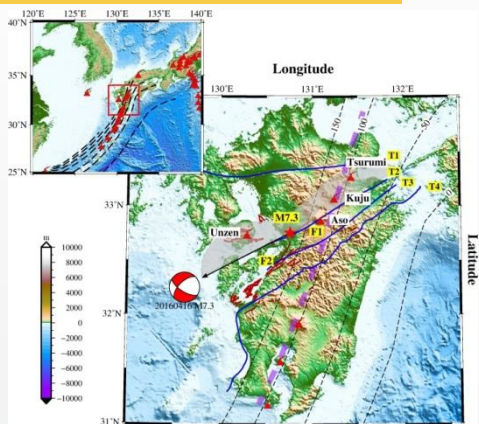 120°E 125°E 130°E 135°E 140°E
40°N
35°N
30°N
25°N
Longitude
130°E 131°E 132°E
150
100
50
T1
Tsurumi
T2
T3
T4
Kuju
33°N
M7.3
Aso
F1
Unzen
F2
Latitude
m
10000
8000
6000
4000
2000
0
−2000
−4000
−6000
−8000
−10000
20160416 M7.3
32°N
31°N